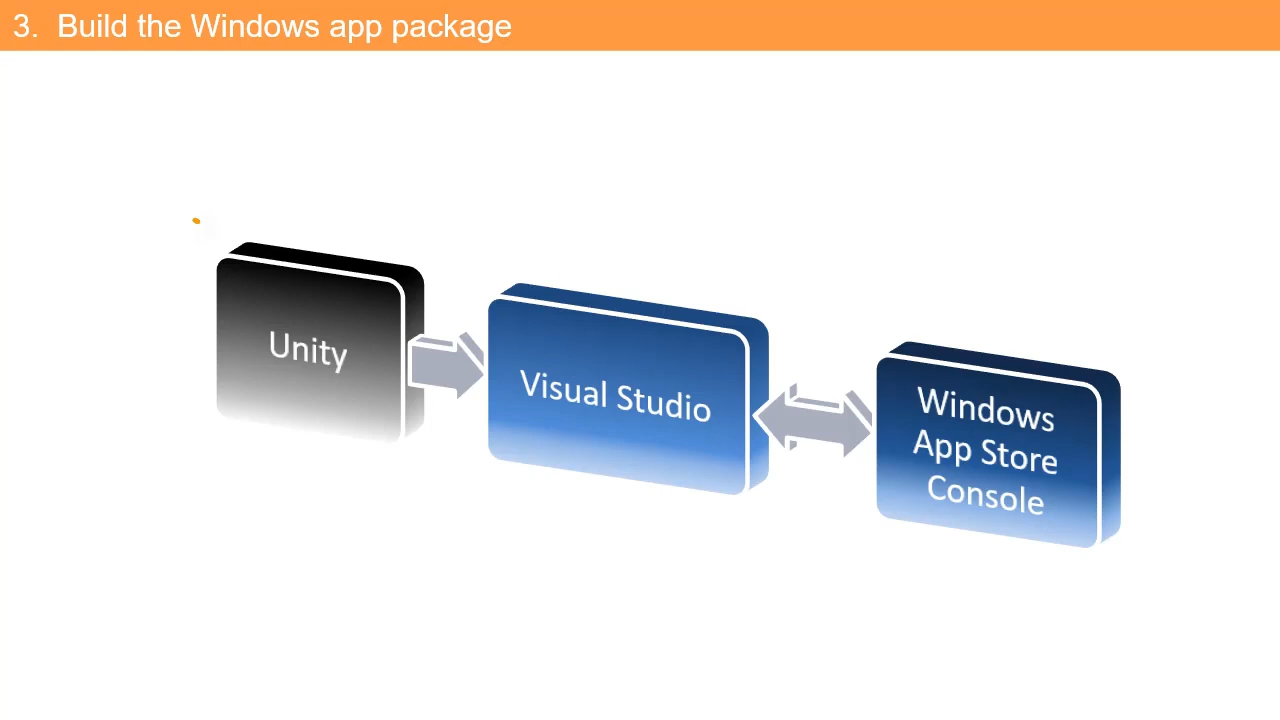 3. Build the Windows app package
Unity
Visual Studio
Windows
App Store
Console